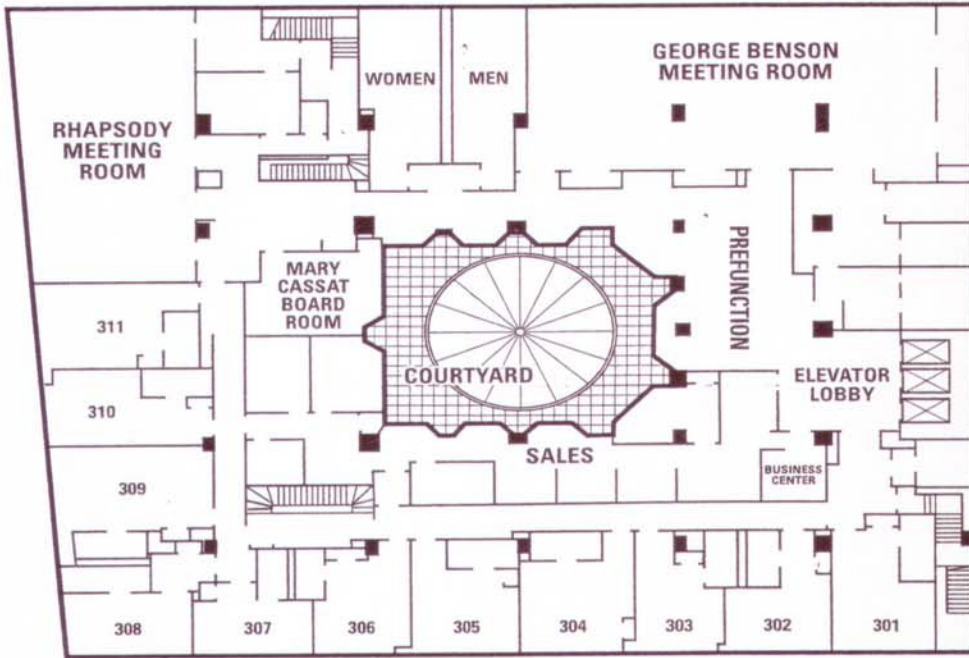 GEORGE BENSON
MEETING ROOM
WOMEN
MEN
RHAPSODY
MEETING
ROOM
PREFUNCTION
MARY
CASSAT
BOARD
ROOM
311
COURTYARD
ELEVATOR
LOBBY
310
SALES
BUSINESS
CENTER
309
308
307
306
305
304
303
302
301